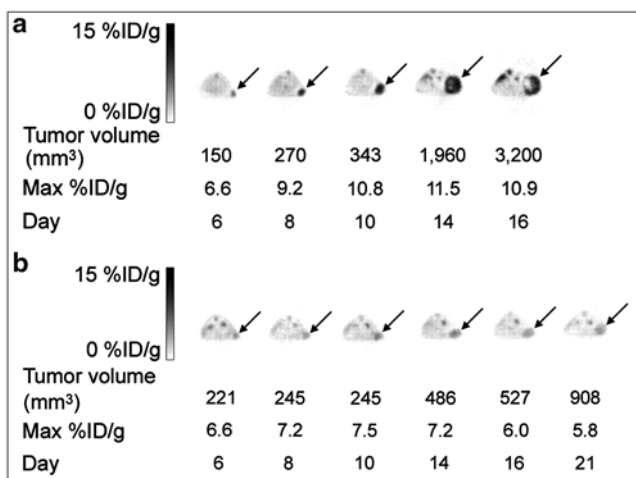 a
15 %ID/g
0 %ID/g
Tumor volume
(mm³) 150 270 343 1,960 3,200
Max %ID/g 6.6 9.2 10.8 11.5 10.9
Day 6 8 10 14 16
b
15 %ID/g
0 %ID/g
Tumor volume
(mm³) 221 245 245 486 527 908
Max %ID/g 6.6 7.2 7.5 7.2 6.0 5.8
Day 6 8 10 14 16 21